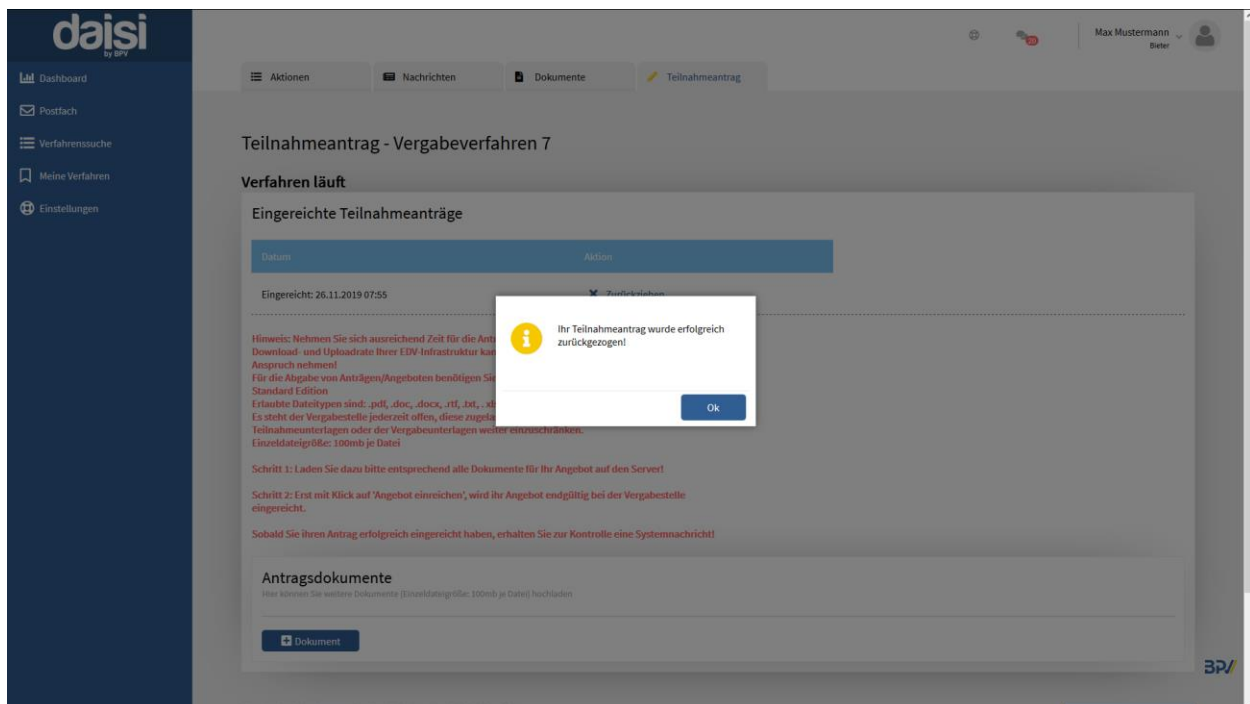 daisi
by BPV
Max Mustermann
Bieter
Dashboard
Postfach
Verfahrenssuche
Meine Verfahren
Einstellungen
Aktionen
Nachrichten
Dokumente
Teilnahmeantrag
Teilnahmeantrag - Vergabeverfahren 7
Verfahren läuft
Eingereichte Teilnahmeanträge
Datum
Aktion
Eingereicht: 26.11.2019 07:55
Zurückziehen
Ihr Teilnahmeantrag wurde erfolgreich
zurückgezogen!
Ok
Hinweis: Nehmen Sie sich ausreichend Zeit für die
Download- und Uploadrate Ihrer EDV-Infrastruktur
Anspruch nehmen!
Für die Abgabe von Anträgen/Angeboten benötigen
Standard Edition
Erlaubte Dateitypen sind: .pdf, .doc, .docx, .rtf, .txt,
Es steht der Vergabestelle jederzeit offen, diese
Teilnahmeunterlagen oder der Vergabeunterlagen weiter einzuschränken.
Einzeldateigröße: 100mb je Datei
Schritt 1: Laden Sie dazu bitte entsprechend alle Dokumente für Ihr Angebot auf den Server!
Schritt 2: Erst mit Klick auf 'Angebot einreichen', wird ihr Angebot endgültig bei der Vergabestelle
eingereicht.
Sobald Sie ihren Antrag erfolgreich eingereicht haben, erhalten Sie zur Kontrolle eine Systemnachricht!
Antragsdokumente
Hier können Sie weitere Dokumente (Einzeldateigröße: 100mb je Datei) hochladen
Dokument
BPV